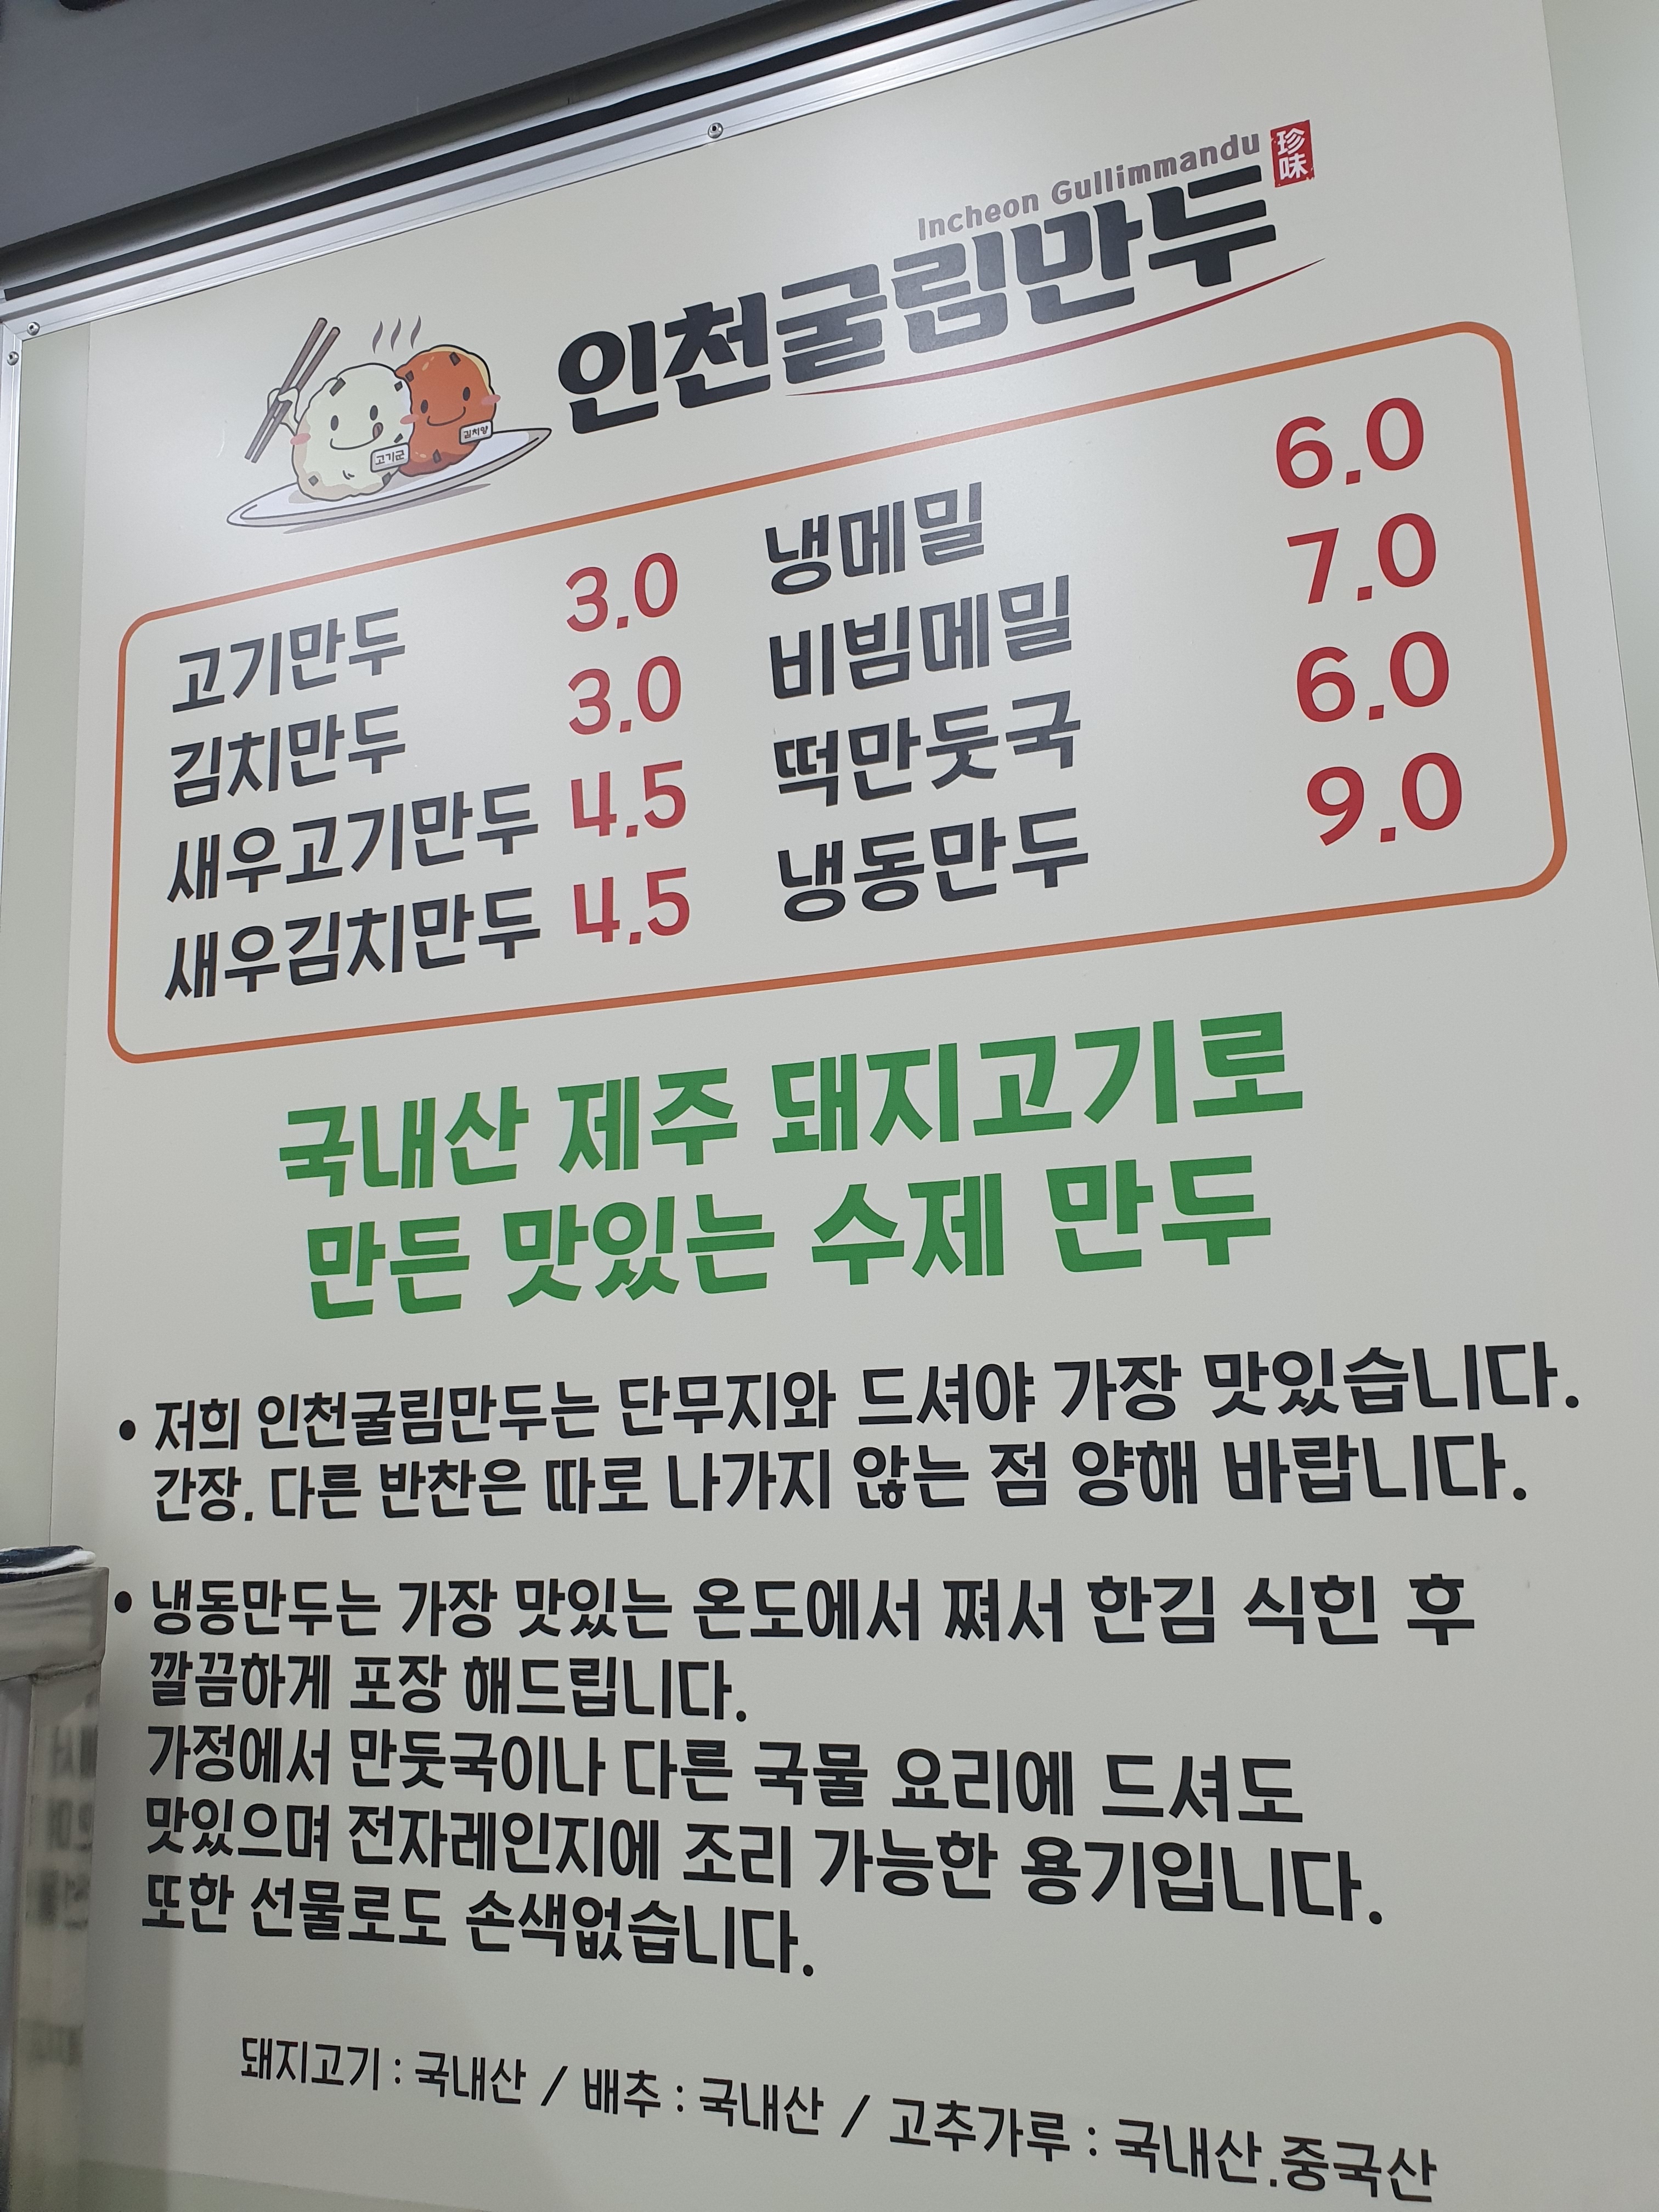 Incheon Gullimmandu
珍味
인천굴림만두
고기군
김치양
고기만두 3.0
김치만두 3.0
새우고기만두 4.5
새우김치만두 4.5
냉메밀 6.0
비빔메밀 7.0
떡만둣국 6.0
냉동만두 9.0
국내산 제주 돼지고기로
만든 맛있는 수제 만두
• 저희 인천굴림만두는 단무지와 드셔야 가장 맛있습니다.
간장. 다른 반찬은 따로 나가지 않는 점 양해 바랍니다.
• 냉동만두는 가장 맛있는 온도에서 쪄서 한김 식힌 후
깔끔하게 포장 해드립니다.
가정에서 만둣국이나 다른 국물 요리에 드셔도
맛있으며 전자레인지에 조리 가능한 용기입니다.
또한 선물로도 손색없습니다.
돼지고기 : 국내산 / 배추 : 국내산 / 고추가루 : 국내산.중국산